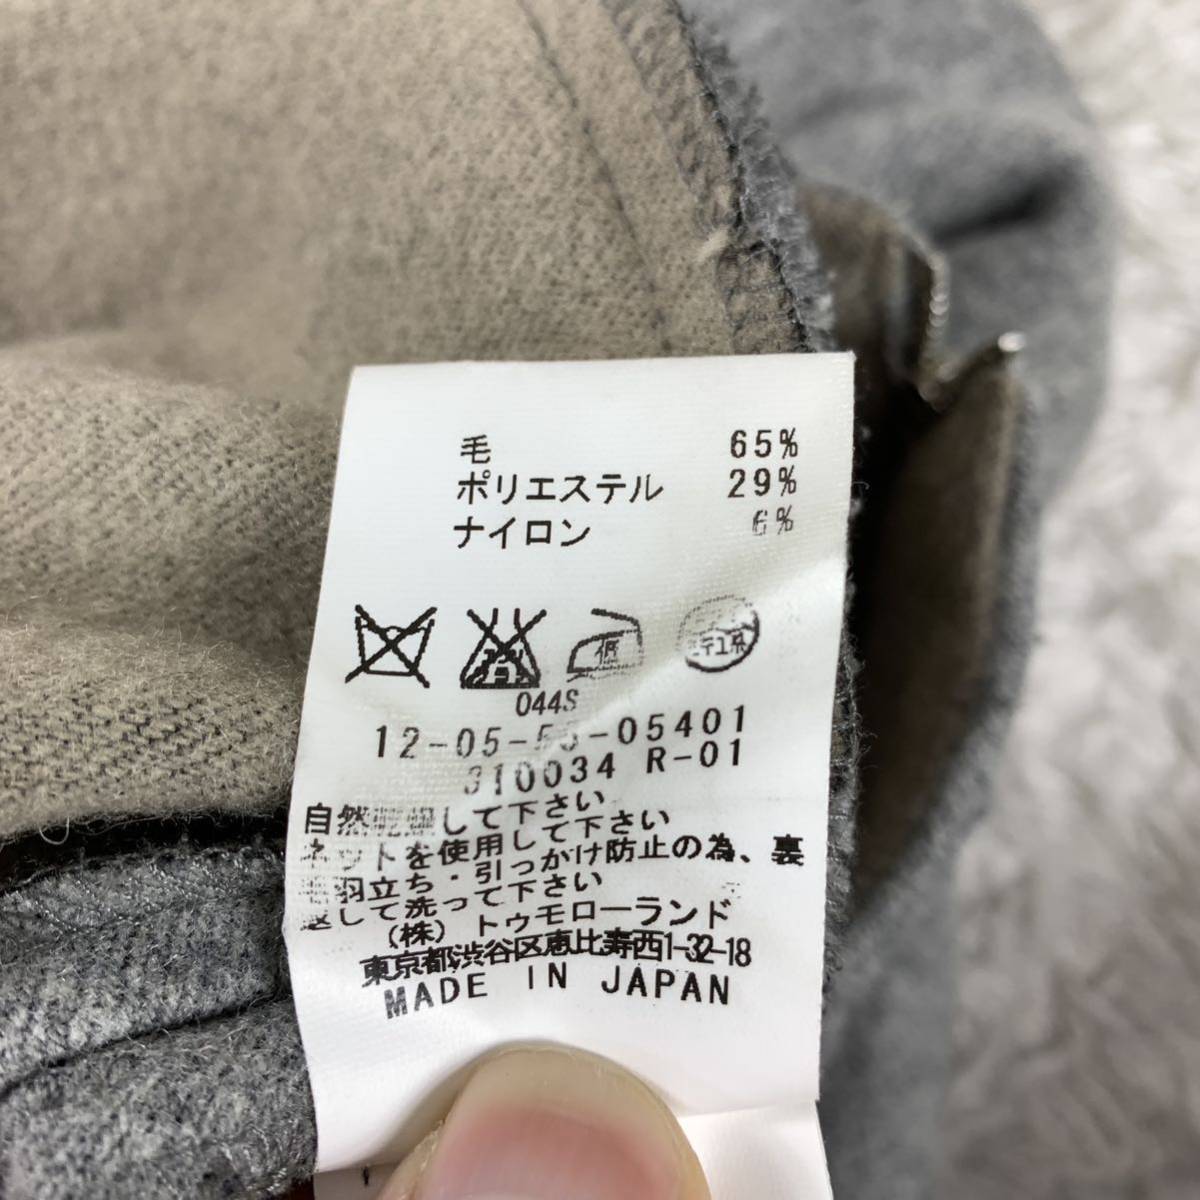 毛 65%
ポリエステル 29%
ナイロン 6%
低
044S
12-05-53-05401
310034 R-01
自然乾燥して下さい
ネットを使用して下さい
毛羽立ち・引っかけ防止の為、裏
返して洗って下さい
(株) トゥモローランド
東京都渋谷区恵比寿西1-32-18
MADE IN JAPAN